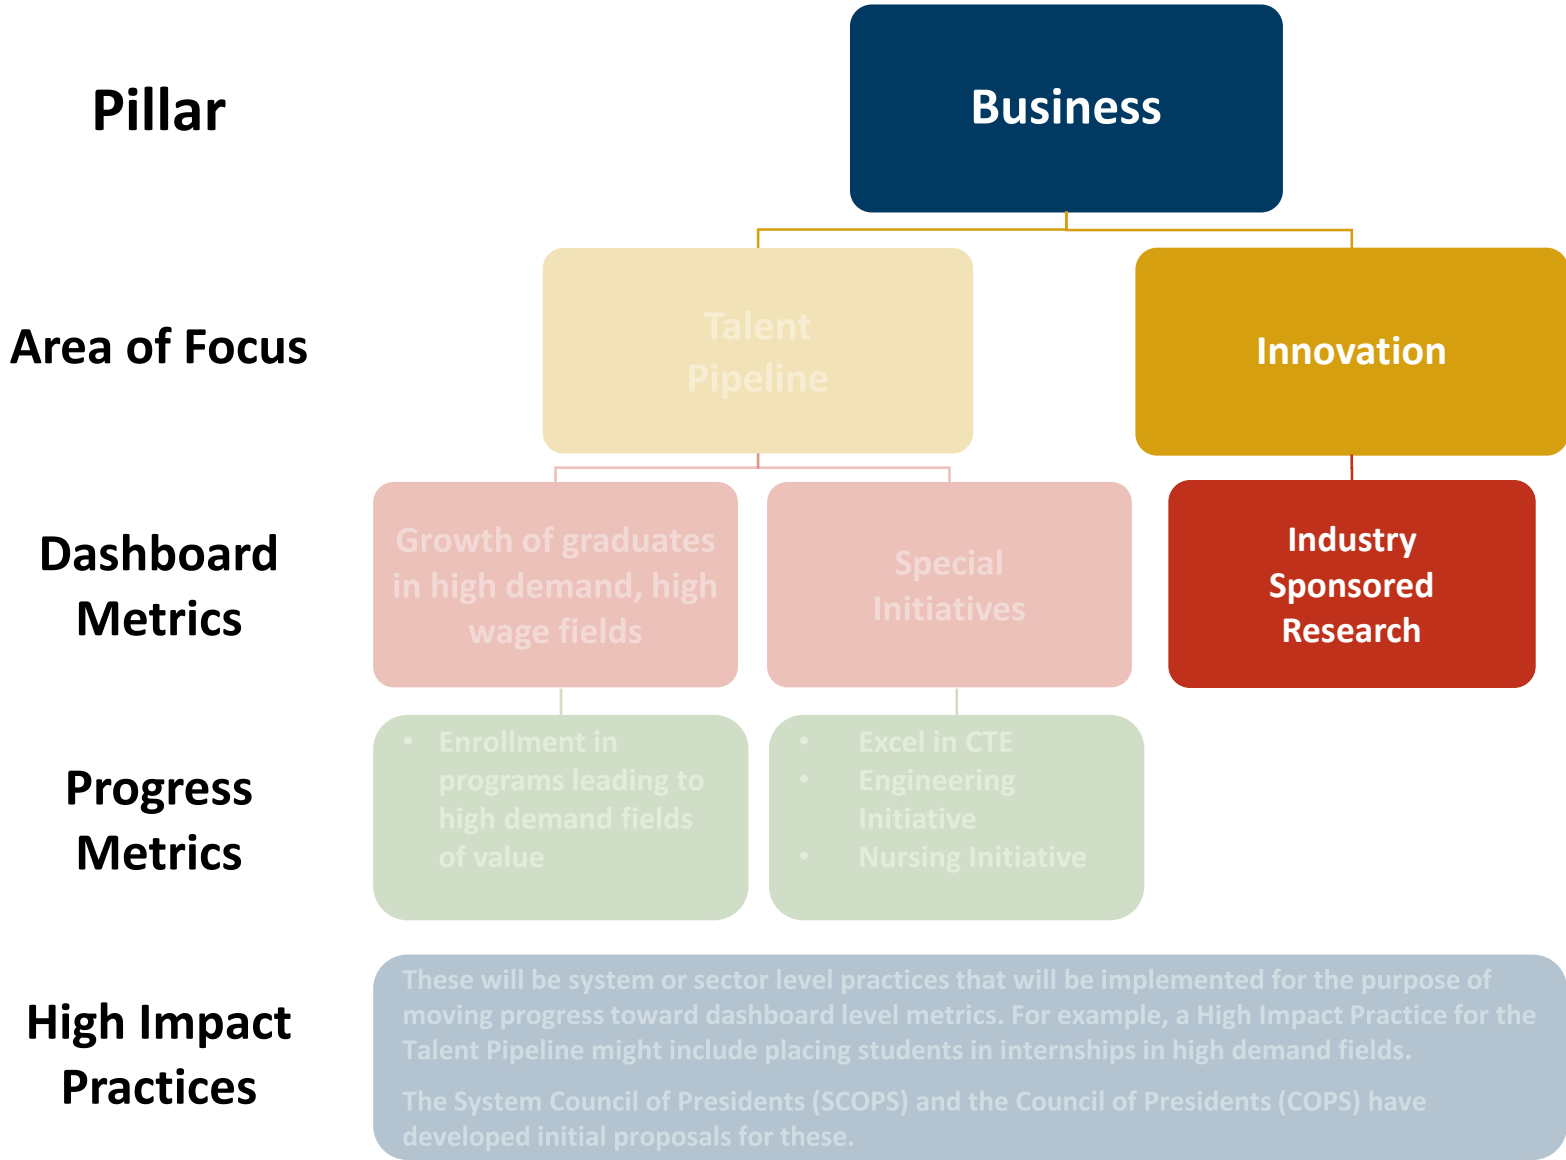 Pillar
Business
Area of Focus
Talent
Pipeline
Innovation
Dashboard
Metrics
Growth of graduates
in high demand, high
wage fields
Special
Initiatives
Industry
Sponsored
Research
Progress
Metrics
• Enrollment in
programs leading to
high demand fields
of value
• Excel in CTE
• Engineering
Initiative
• Nursing Initiative
High Impact
Practices
These will be system or sector level practices that will be implemented for the purpose of
moving progress toward dashboard level metrics. For example, a High Impact Practice for the
Talent Pipeline might include placing students in internships in high demand fields.
The System Council of Presidents (SCOPS) and the Council of Presidents (COPS) have
developed initial proposals for these.